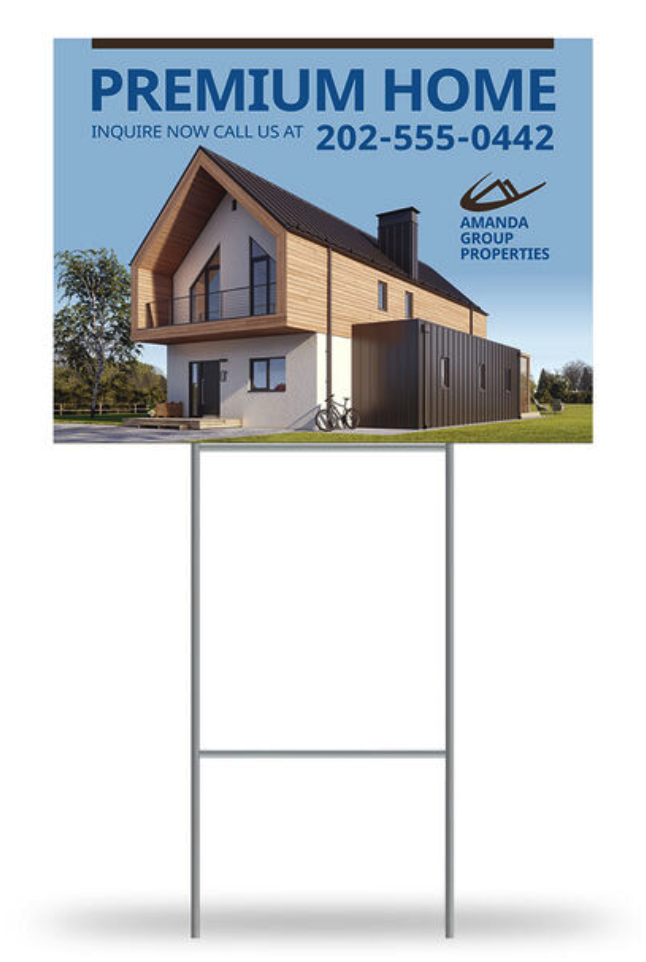 PREMIUM HOME
INQUIRE NOW CALL US AT 202-555-0442
AMANDA
GROUP
PROPERTIES